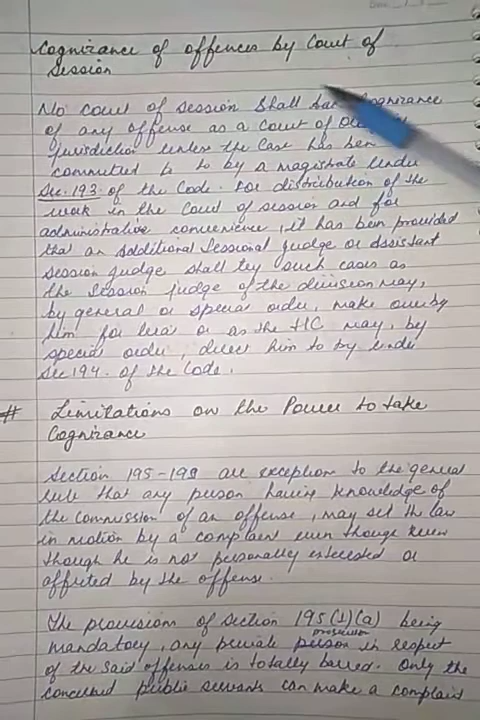 Cognizance of offences by Court of
Session
No court of session shall take Cognizance
of any offense as a Court of
jurisdiction unless the case has been
committed to to by a magistrate under
Sec. 193 of the Code. For distribution of the
work in the Court of session and for
administrative convenience, it has been provided
that an additional Sessional judge or Assistant
Session judge shall try such cases as
the Session judge of the division may,
by general or special order, make over by
him for less or as the HC may, by
special order, direct him to by under
Sec 194. of the Code.
# Limitations on the Power to take
Cognizance
Section 195-199 are exception to the general
rule that any person having knowledge of
the Commission of an offense, may set the law
in motion by a complaint even though
though he is not personally interested or
affected by the offense.
The provisions of section 195(1)(a) being
mandatory, any private person in respect
prosecution
of the said offenses is totally barred. Only the
concerned public servants can make a complaint